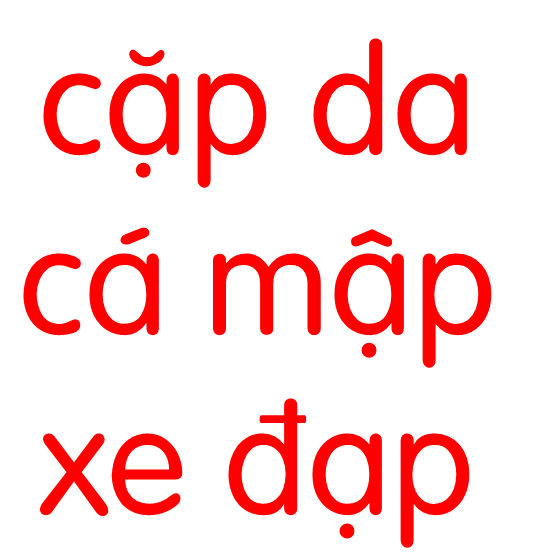 cặp da
cá mập
xe đạp